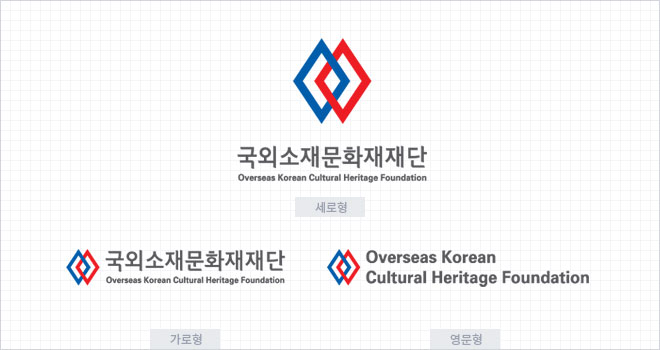 국외소재문화재재단
Overseas Korean Cultural Heritage Foundation
세로형
국외소재문화재재단
Overseas Korean Cultural Heritage Foundation
가로형
Overseas Korean
Cultural Heritage Foundation
영문형